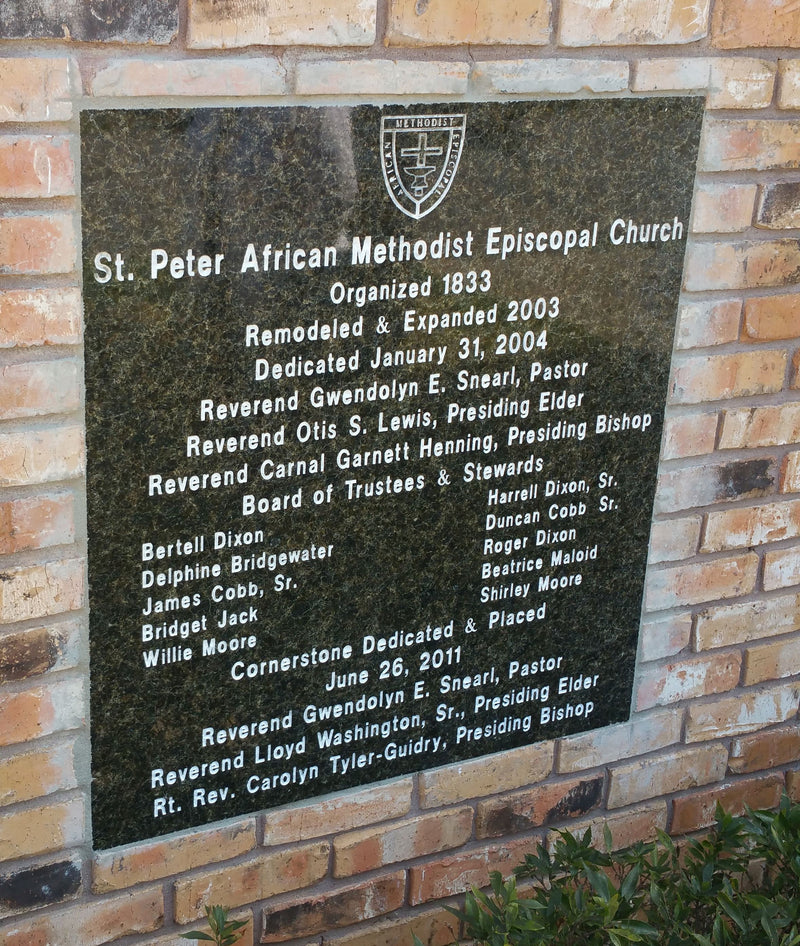 AFRICAN METHODIST EPISCOPAL
St. Peter African Methodist Episcopal Church
Organized 1833
Remodeled & Expanded 2003
Dedicated January 31, 2004
Reverend Gwendolyn E. Snearl, Pastor
Reverend Otis S. Lewis, Presiding Elder
Reverend Carnal Garnett Henning, Presiding Bishop
Board of Trustees & Stewards
Bertell Dixon
Delphine Bridgewater
James Cobb, Sr.
Bridget Jack
Willie Moore
Harrell Dixon, Sr.
Duncan Cobb Sr.
Roger Dixon
Beatrice Maloid
Shirley Moore
Cornerstone Dedicated & Placed
June 26, 2011
Reverend Gwendolyn E. Snearl, Pastor
Reverend Lloyd Washington, Sr., Presiding Elder
Rt. Rev. Carolyn Tyler-Guidry, Presiding Bishop